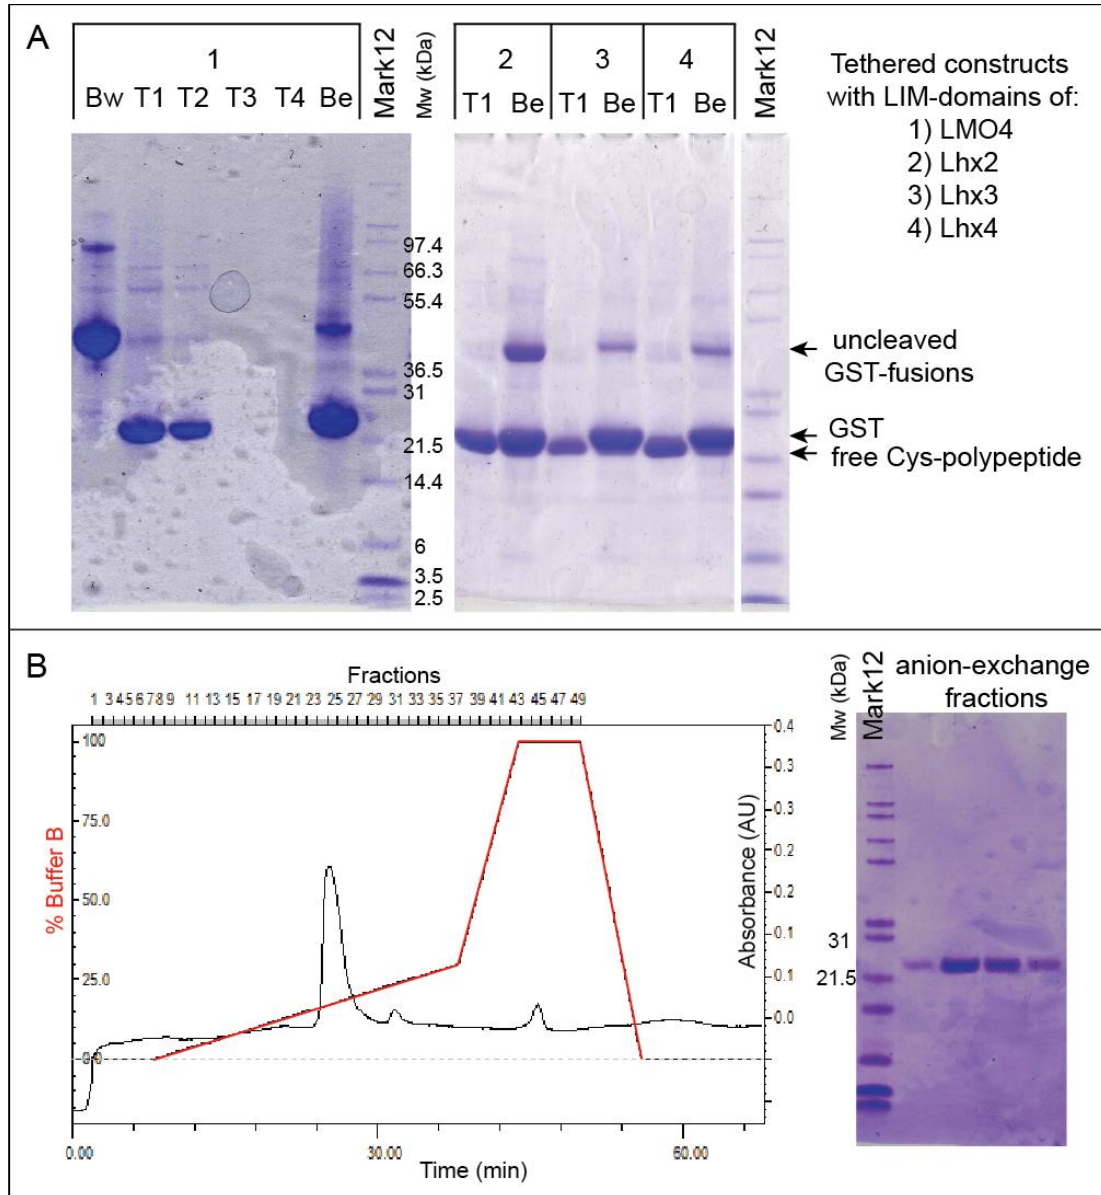 A
1
Bw T1 T2 T3 T4 Be
Mark12
Mw (kDa)
97.4
66.3
55.4
36.5
31
21.5
14.4
6
3.5
2.5
2 3 4
T1 Be T1 Be T1 Be
Mark12
Tethered constructs
with LIM-domains of:
1) LMO4
2) Lhx2
3) Lhx3
4) Lhx4
uncleaved
GST-fusions
GST
free Cys-polypeptide
B
Fractions
1 3 4 5 6 7 8 9 11 13 15 17 19 21 23 25 27 29 31 33 35 37 39 41 43 45 47 49
% Buffer B
100
75.0
50.0
25.0
0.0
Absorbance (AU)
0.4
0.3
0.3
0.2
0.2
0.1
0.1
0.0
0.00 30.00 60.00
Time (min)
Mw (kDa)
Mark12
anion-exchange
fractions
31
21.5